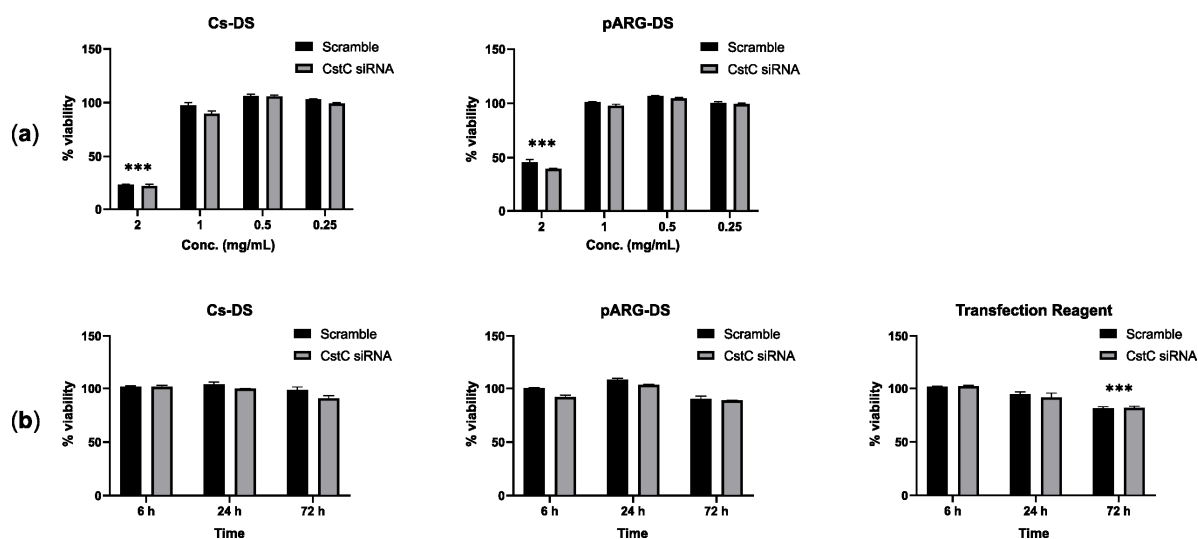 (a)
Cs-DS
Scramble
CstC siRNA
% viability
150
100
50
0
***
2 1 0.5 0.25
Conc. (mg/mL)
pARG-DS
Scramble
CstC siRNA
% viability
150
100
50
0
***
2 1 0.5 0.25
Conc. (mg/mL)
(b)
Cs-DS
Scramble
CstC siRNA
% viability
150
100
50
0
6 h 24 h 72 h
Time
pARG-DS
Scramble
CstC siRNA
% viability
150
100
50
0
6 h 24 h 72 h
Time
Transfection Reagent
Scramble
CstC siRNA
% viability
150
100
50
0
***
6 h 24 h 72 h
Time